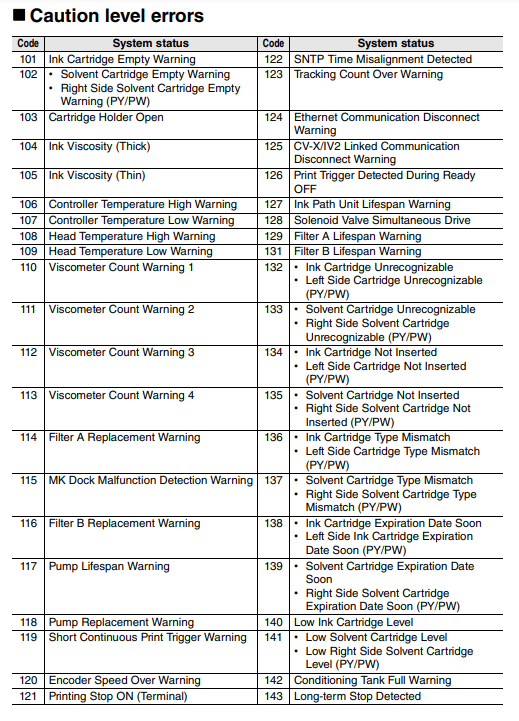 ■ Caution level errors
Code System status Code System status
101 Ink Cartridge Empty Warning 122 SNTP Time Misalignment Detected
102 • Solvent Cartridge Empty Warning
• Right Side Solvent Cartridge Empty
Warning (PY/PW)
123 Tracking Count Over Warning
103 Cartridge Holder Open
124 Ethernet Communication Disconnect
Warning
104 Ink Viscosity (Thick)
125 CV-X/IV2 Linked Communication
Disconnect Warning
105 Ink Viscosity (Thin)
126 Print Trigger Detected During Ready
OFF
106 Controller Temperature High Warning 127 Ink Path Unit Lifespan Warning
107 Controller Temperature Low Warning 128 Solenoid Valve Simultaneous Drive
108 Head Temperature High Warning 129 Filter A Lifespan Warning
109 Head Temperature Low Warning 131 Filter B Lifespan Warning
110 Viscometer Count Warning 1
132 • Ink Cartridge Unrecognizable
• Left Side Cartridge Unrecognizable
(PY/PW)
111 Viscometer Count Warning 2
133 • Solvent Cartridge Unrecognizable
• Right Side Solvent Cartridge
Unrecognizable (PY/PW)
112 Viscometer Count Warning 3
134 • Ink Cartridge Not Inserted
• Left Side Cartridge Not Inserted
(PY/PW)
113 Viscometer Count Warning 4
135 • Solvent Cartridge Not Inserted
• Right Side Solvent Cartridge Not
Inserted (PY/PW)
114 Filter A Replacement Warning
136 • Ink Cartridge Type Mismatch
• Left Side Cartridge Type Mismatch
(PY/PW)
115 MK Dock Malfunction Detection Warning
137 • Solvent Cartridge Type Mismatch
• Right Side Solvent Cartridge Type
Mismatch (PY/PW)
116 Filter B Replacement Warning
138 • Ink Cartridge Expiration Date Soon
• Left Side Ink Cartridge Expiration
Date Soon (PY/PW)
117 Pump Lifespan Warning
139 • Solvent Cartridge Expiration Date
Soon
• Right Side Solvent Cartridge
Expiration Date Soon (PY/PW)
118 Pump Replacement Warning 140 Low Ink Cartridge Level
119 Short Continuous Print Trigger Warning
141 • Low Solvent Cartridge Level
• Low Right Side Solvent Cartridge
Level (PY/PW)
120 Encoder Speed Over Warning 142 Conditioning Tank Full Warning
121 Printing Stop ON (Terminal) 143 Long-term Stop Detected